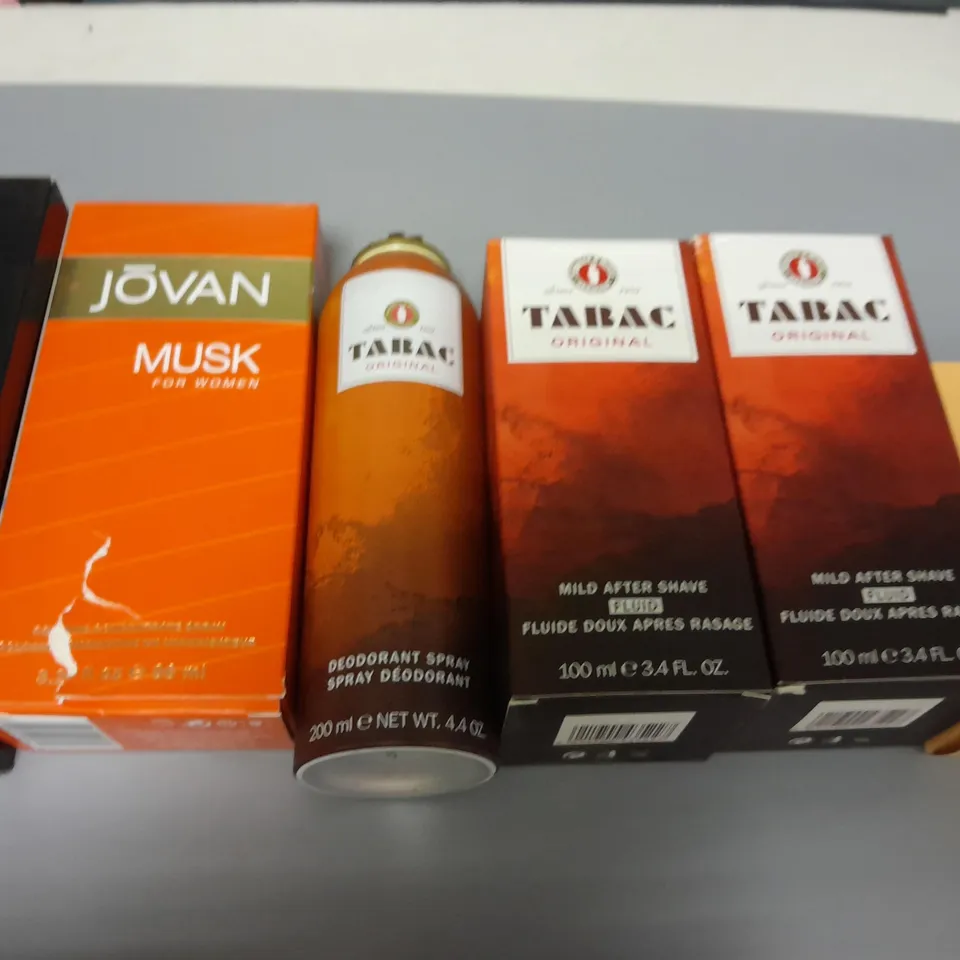 JŌVAN
MUSK
FOR WOMEN
TABAC
ORIGINAL
DEODORANT SPRAY
SPRAY DÉODORANT
200 ml e NET WT. 4,4 OZ.
TABAC
ORIGINAL
MILD AFTER SHAVE
FLUID
FLUIDE DOUX APRES RASAGE
100 ml e 3.4 FL. OZ.
TABAC
ORIGINAL
MILD AFTER SHAVE
FLUID
FLUIDE DOUX APRES RA
100 ml e 3.4 FL.